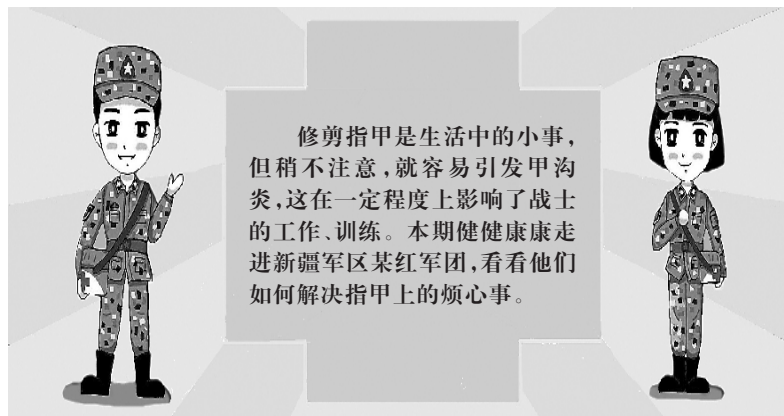 修剪指甲是生活中的小事，
但稍不注意，就容易引发甲沟
炎，这在一定程度上影响了战士
的工作、训练。本期健健康康走
进新疆军区某红军团，看看他们
如何解决指甲上的烦心事。